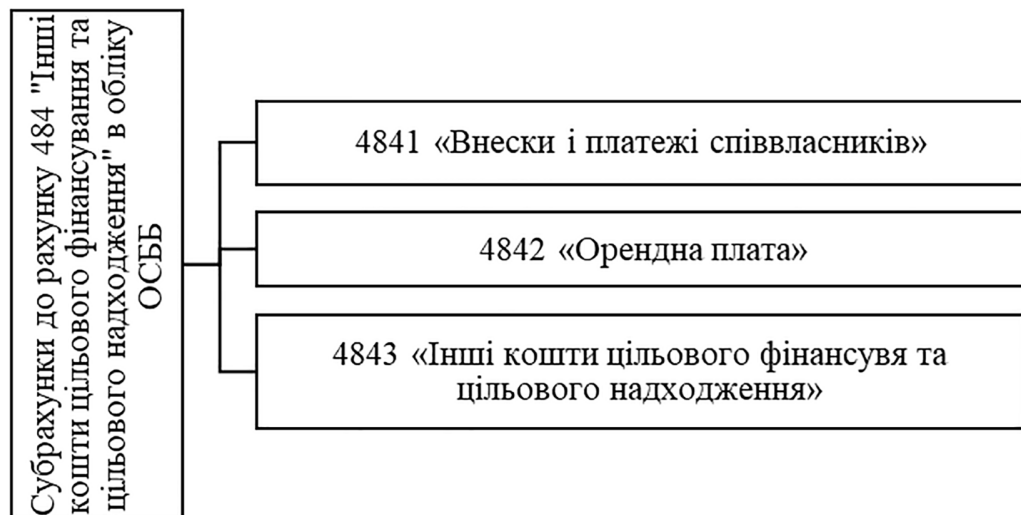 Субрахунки до рахунку 484 "Інші
кошти цільового фінансування та
цільового надходження" в обліку
ОСББ
4841 «Внески і платежі співвласників»
4842 «Орендна плата»
4843 «Інші кошти цільового фінансувя та
цільового надходження»